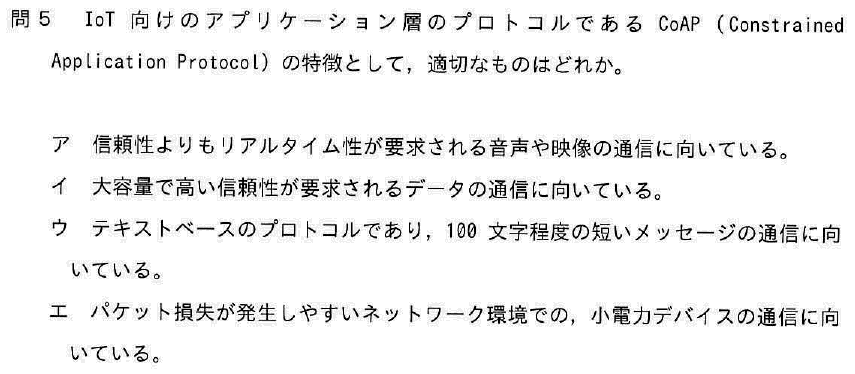 問5 IoT 向けのアプリケーション層のプロトコルである CoAP (Constrained
Application Protocol) の特徴として，適切なものはどれか。
ア 信頼性よりもリアルタイム性が要求される音声や映像の通信に向いている。
イ 大容量で高い信頼性が要求されるデータの通信に向いている。
ウ テキストベースのプロトコルであり，100 文字程度の短いメッセージの通信に向
いている。
エ パケット損失が発生しやすいネットワーク環境での，小電力デバイスの通信に向
いている。